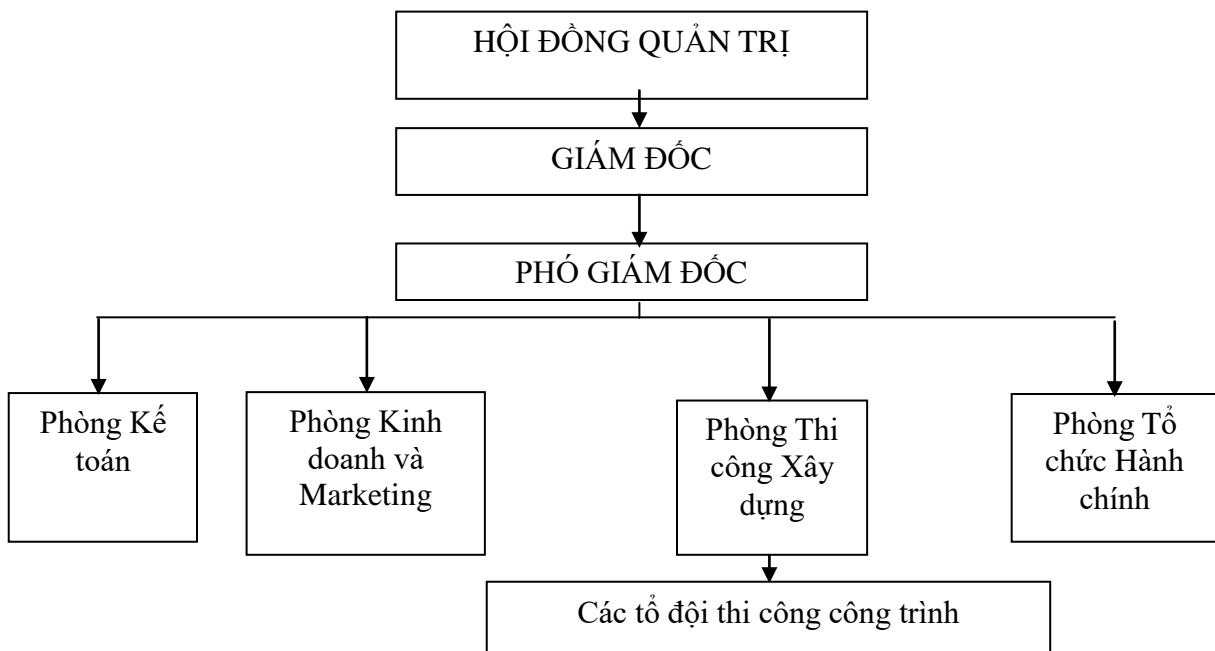 HỘI ĐỒNG QUẢN TRỊ
GIÁM ĐỐC
PHÓ GIÁM ĐỐC
Phòng Kế
toán
Phòng Kinh
doanh và
Marketing
Phòng Thi
công Xây
dựng
Phòng Tổ
chức Hành
chính
Các tổ đội thi công công trình